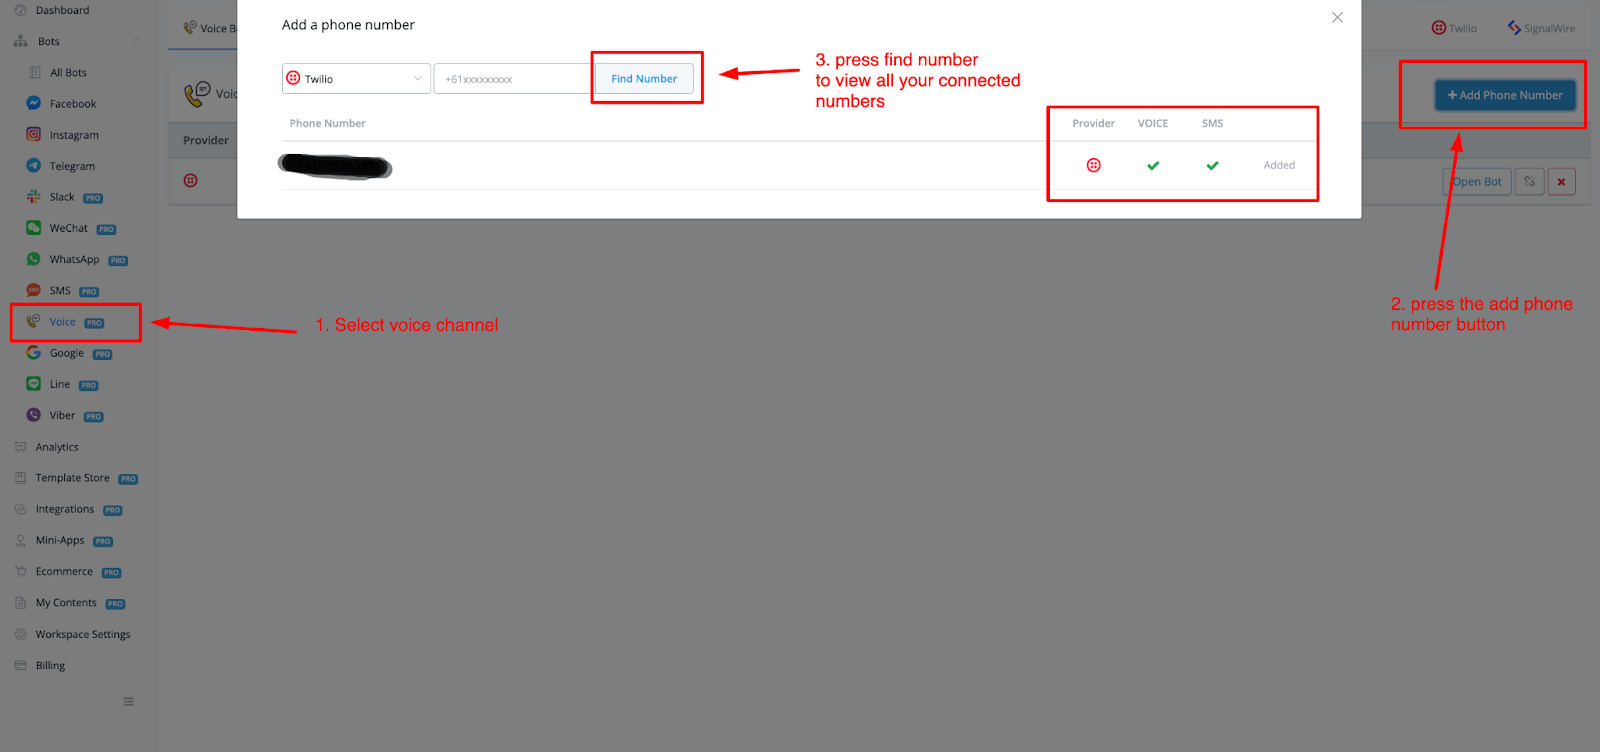 Dashboard
Bots
All Bots
Facebook
Instagram
Telegram
Slack PRO
WeChat PRO
WhatsApp PRO
SMS PRO
Voice PRO
Google PRO
Line PRO
Viber PRO
Analytics
Template Store PRO
Integrations PRO
Mini-Apps PRO
Ecommerce PRO
My Contents PRO
Workspace Settings
Billing
1. Select voice channel
Voice B
Twilio
SignalWire
Voic
+ Add Phone Number
Provider
Open Bot
2. press the add phone
number button
Add a phone number
Twilio
+61xxxxxxxxx
Find Number
3. press find number
to view all your connected
numbers
Phone Number Provider VOICE SMS
Added